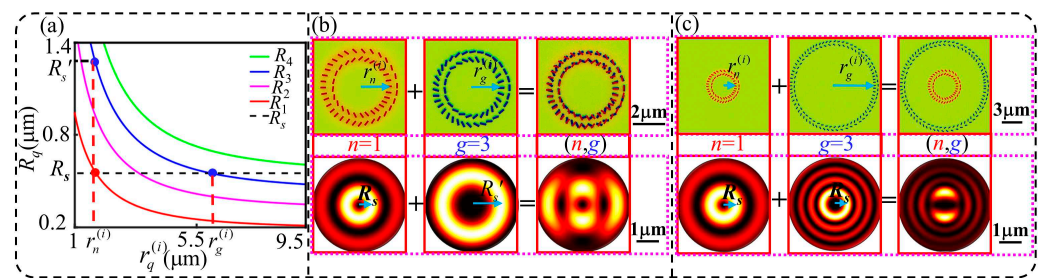 (a)
1.4
R_s′
0.8
R_s
0.2
R_q(μm)
R_4
R_3
R_2
R_1
R_s
1
r_n^(i)
5.5
r_g^(i)
9.5
r_q^(i)(μm)
(b)
r_n^(i)
+
r_g^(i)
=
2μm
n=1
g=3
(n,g)
R_s
+
R_s′
=
1μm
(c)
r_n^(i)
+
r_g^(i)
=
3μm
n=1
g=3
(n,g)
R_s
+
R_s
=
1μm